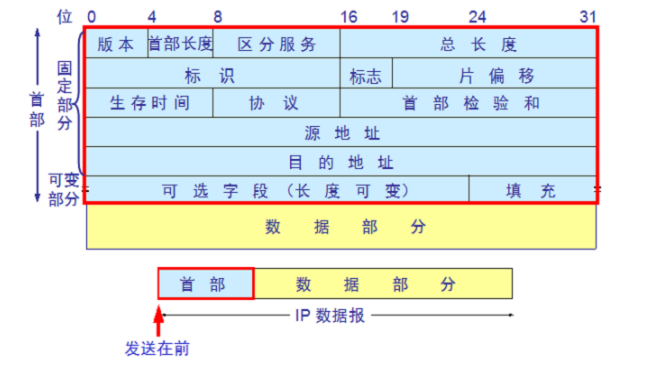 位 0 4 8 16 19 24 31
版本 首部长度 区分服务 总长度
标识 标志 片偏移
生存时间 协议 首部检验和
源地址
目的地址
可选字段（长度可变） 填充
数据部分
首部
固定部分
可变部分
首部 数据部分
IP 数据报
发送在前